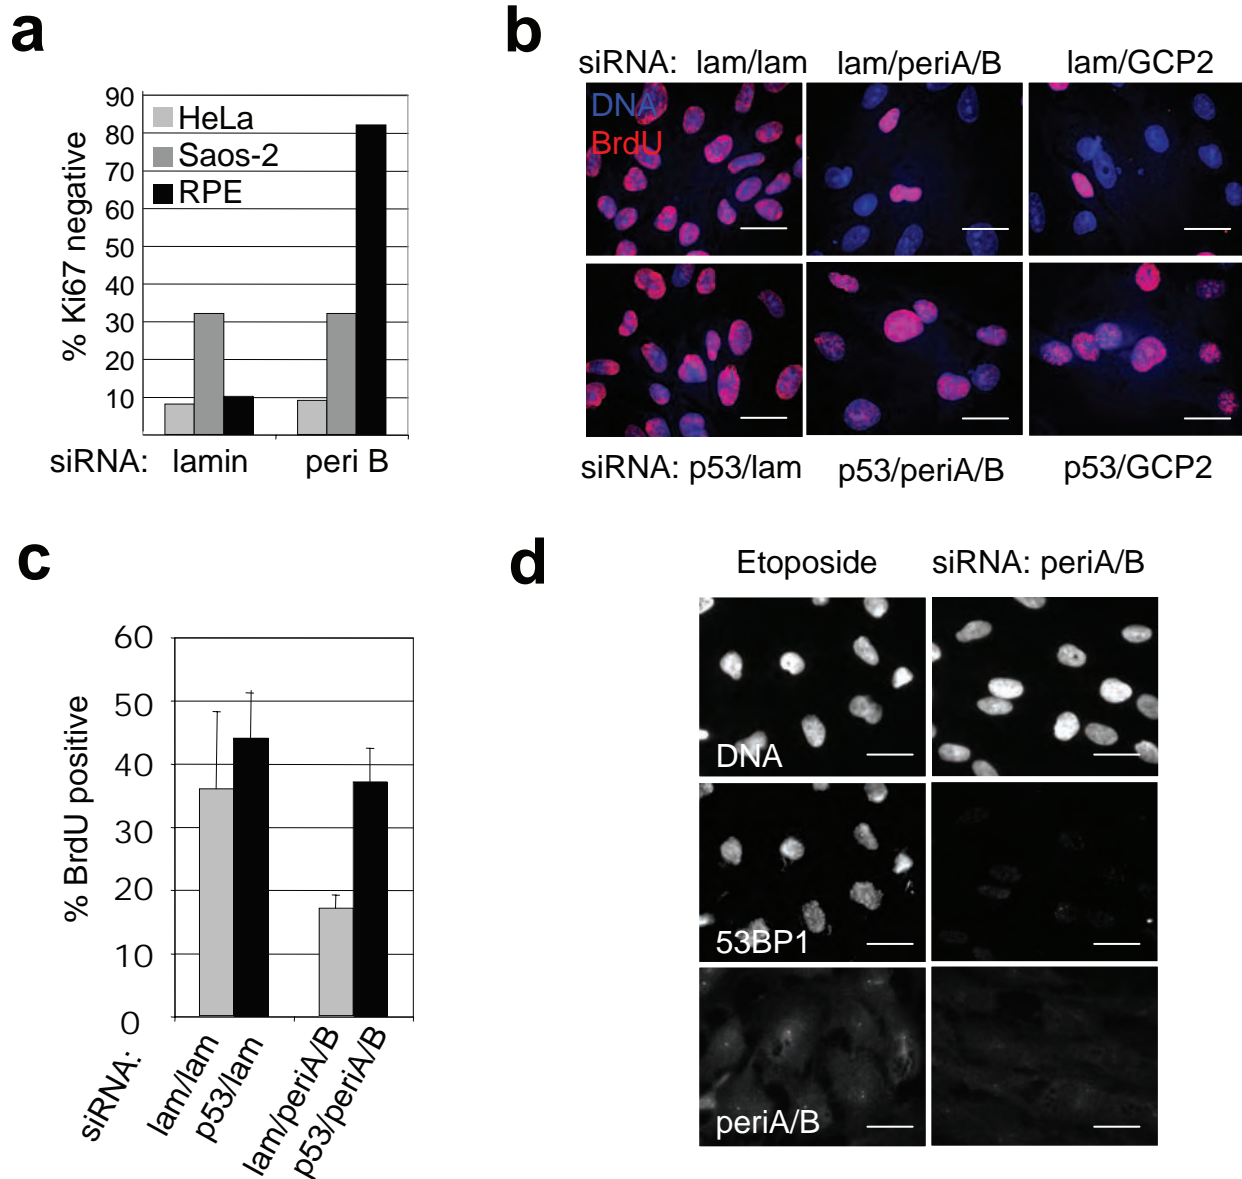 a
90
80
70
60
50
40
30
20
10
% Ki67 negative
HeLa
Saos-2
RPE
siRNA: lamin peri B
b
siRNA: lam/lam lam/periA/B lam/GCP2
DNA
BrdU
siRNA: p53/lam p53/periA/B p53/GCP2
c
60
50
40
30
20
10
0
% BrdU positive
siRNA:
lam/lam
p53/lam
lam/periA/B
p53/periA/B
d
Etoposide siRNA: periA/B
DNA
53BP1
periA/B